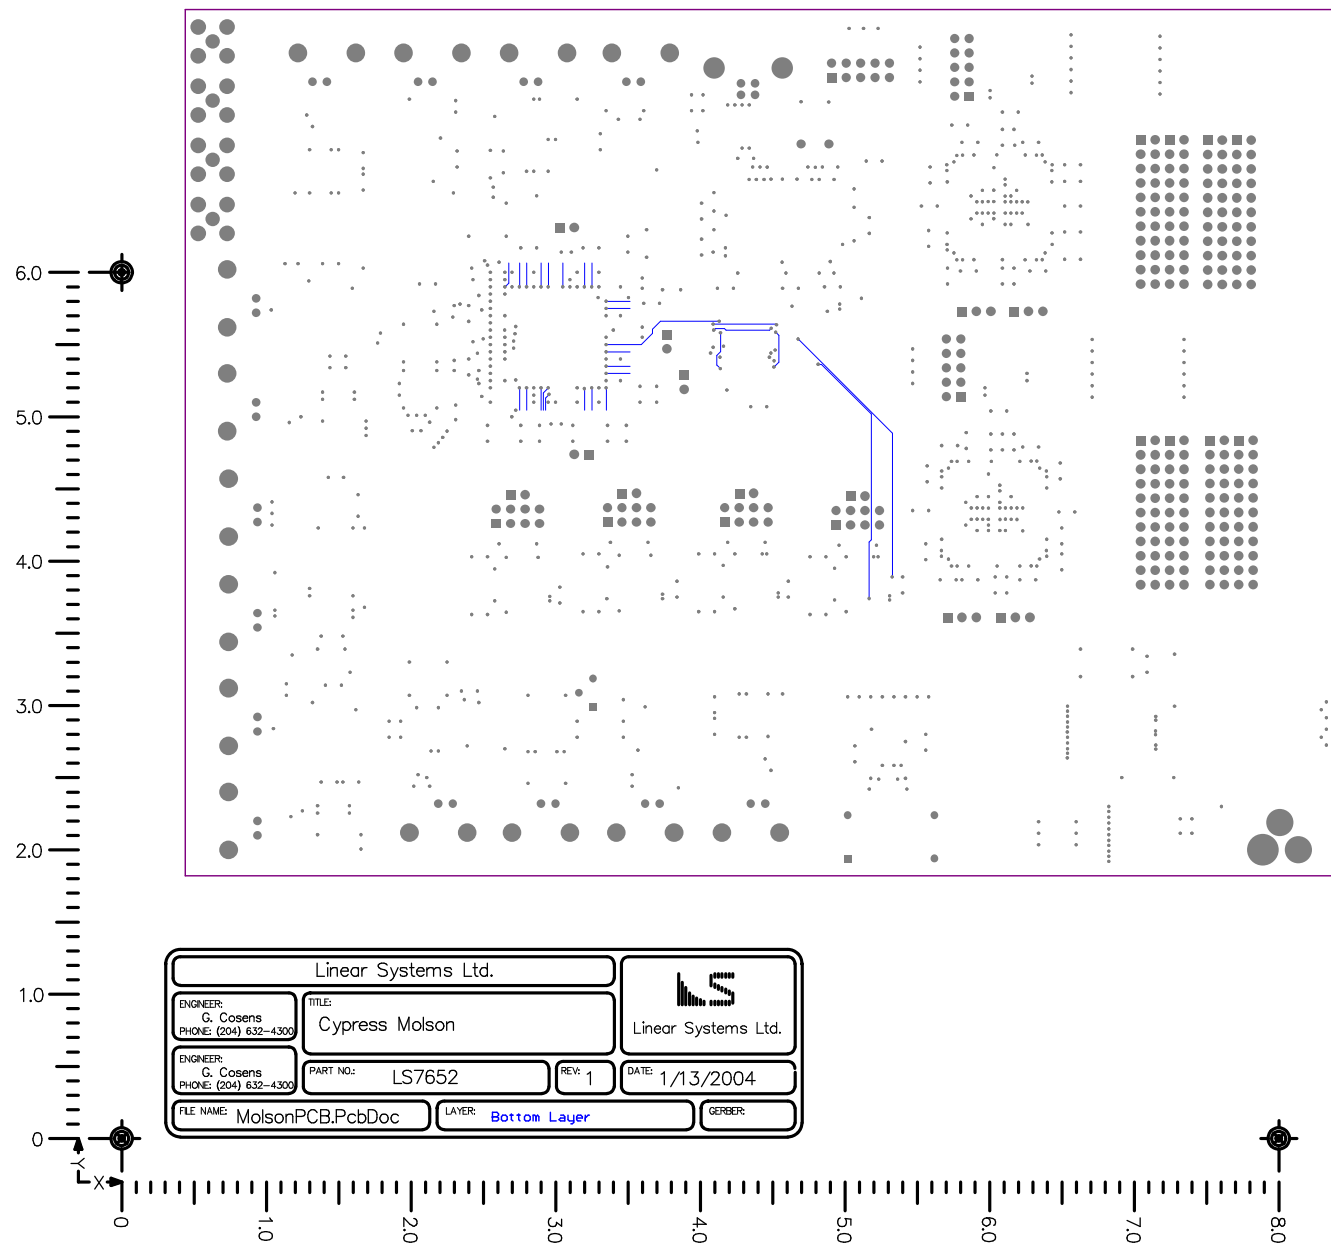 6.0
5.0
4.0
3.0
2.0
1.0
0
Y
X
0
1.0
2.0
3.0
4.0
5.0
6.0
7.0
8.0
Linear Systems Ltd.
LS
Linear Systems Ltd.
ENGINEER:
G. Cosens
PHONE: (204) 632-4300
TITLE:
Cypress Molson
ENGINEER:
G. Cosens
PHONE: (204) 632-4300
PART NO.: LS7652
REV: 1
DATE: 1/13/2004
FILE NAME: MolsonPCB.PcbDoc
LAYER: Bottom Layer
GERBER: